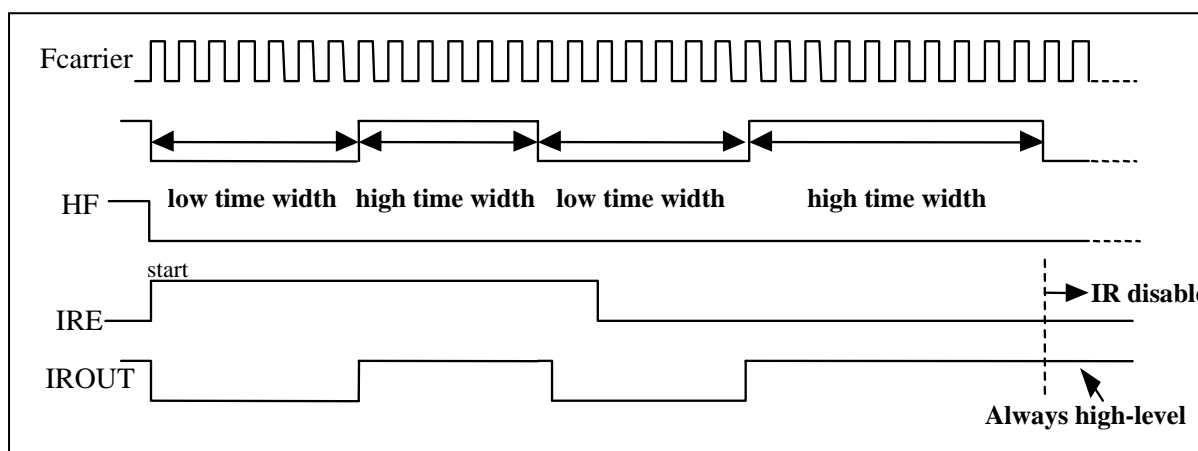 Fcarrier
low time width high time width low time width high time width
HF
start
IRE
IR disable
IROUT
Always high-level